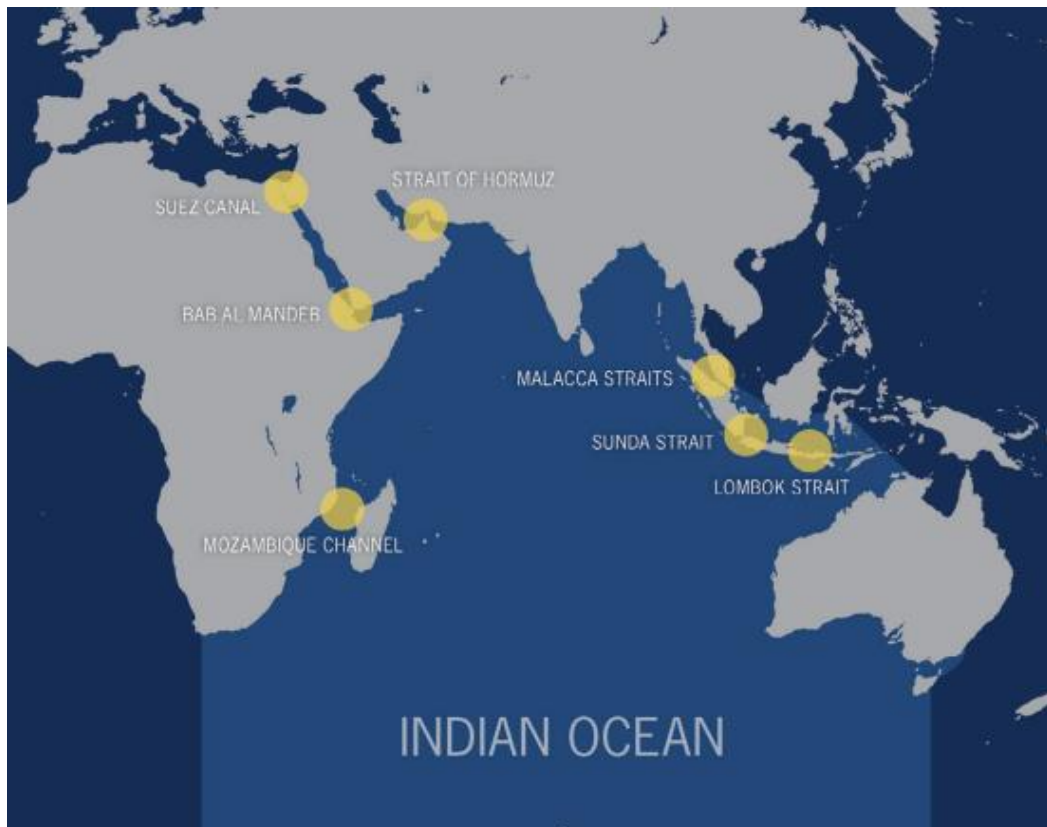 STRAIT OF HORMUZ
SUEZ CANAL
BAB AL MANDEB
MALACCA STRAITS
SUNDA STRAIT
LOMBOK STRAIT
MOZAMBIQUE CHANNEL
INDIAN OCEAN